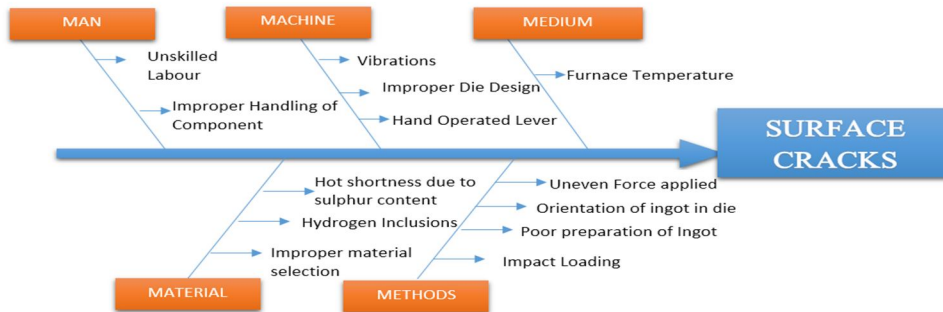 MAN
MACHINE
MEDIUM
Unskilled
Labour
Improper Handling of
Component
Vibrations
Improper Die Design
Hand Operated Lever
Furnace Temperature
SURFACE
CRACKS
Hot shortness due to
sulphur content
Hydrogen Inclusions
Improper material
selection
Uneven Force applied
Orientation of ingot in die
Poor preparation of Ingot
Impact Loading
MATERIAL
METHODS